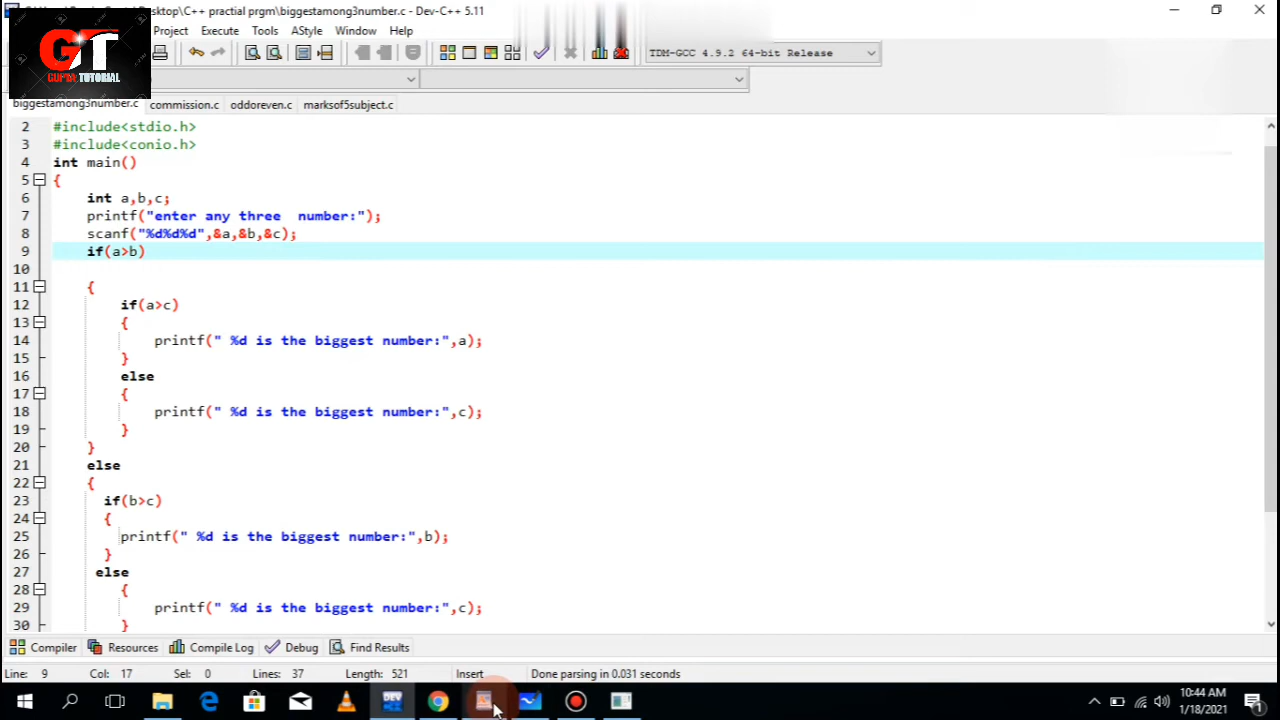 Desktop\C++ practial prgm\biggestamong3number.c - Dev-C++ 5.11
GT
GUPTA TUTORIAL
Project Execute Tools AStyle Window Help
TDM-GCC 4.9.2 64-bit Release
biggestamong3number.c commission.c oddoreven.c marksof5subject.c
2 #include<stdio.h>
3 #include<conio.h>
4 int main()
5 {
6 int a,b,c;
7 printf("enter any three  number:");
8 scanf("%d%d%d",&a,&b,&c);
9 if(a>b)
10
11 {
12 if(a>c)
13 {
14 printf(" %d is the biggest number:",a);
15 }
16 else
17 {
18 printf(" %d is the biggest number:",c);
19 }
20 }
21 else
22 {
23 if(b>c)
24 {
25 printf(" %d is the biggest number:",b);
26 }
27 else
28 {
29 printf(" %d is the biggest number:",c);
30 }
Compiler Resources Compile Log Debug Find Results
Line: 9 Col: 17 Sel: 0 Lines: 37 Length: 521 Insert Done parsing in 0.031 seconds
DEV
10:44 AM
1/18/2021
1